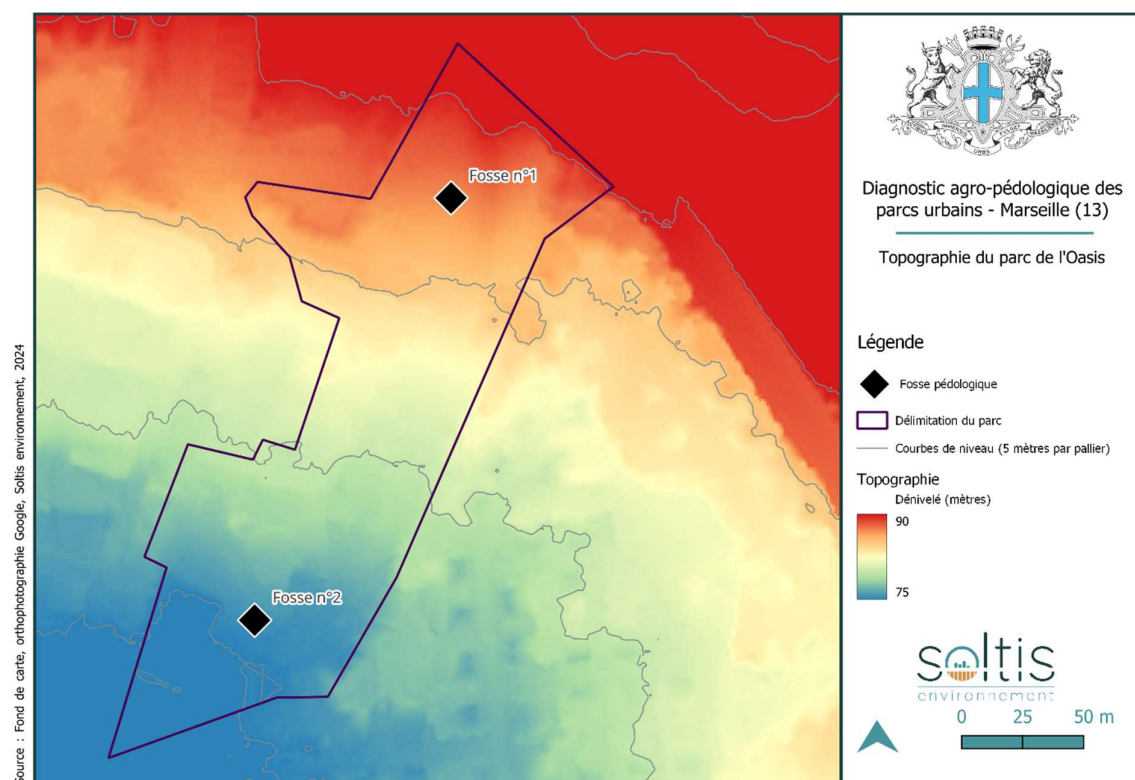 Fosse n°1
Fosse n°2
Source : Fond de carte, orthophotographie Google, Soltis environnement, 2024
Diagnostic agro-pédologique des
parcs urbains - Marseille (13)
Topographie du parc de l'Oasis
Légende
Fosse pédologique
Délimitation du parc
Courbes de niveau (5 mètres par pallier)
Topographie
Dénivelé (mètres)
90
75
soltis
environnement
0 25 50 m